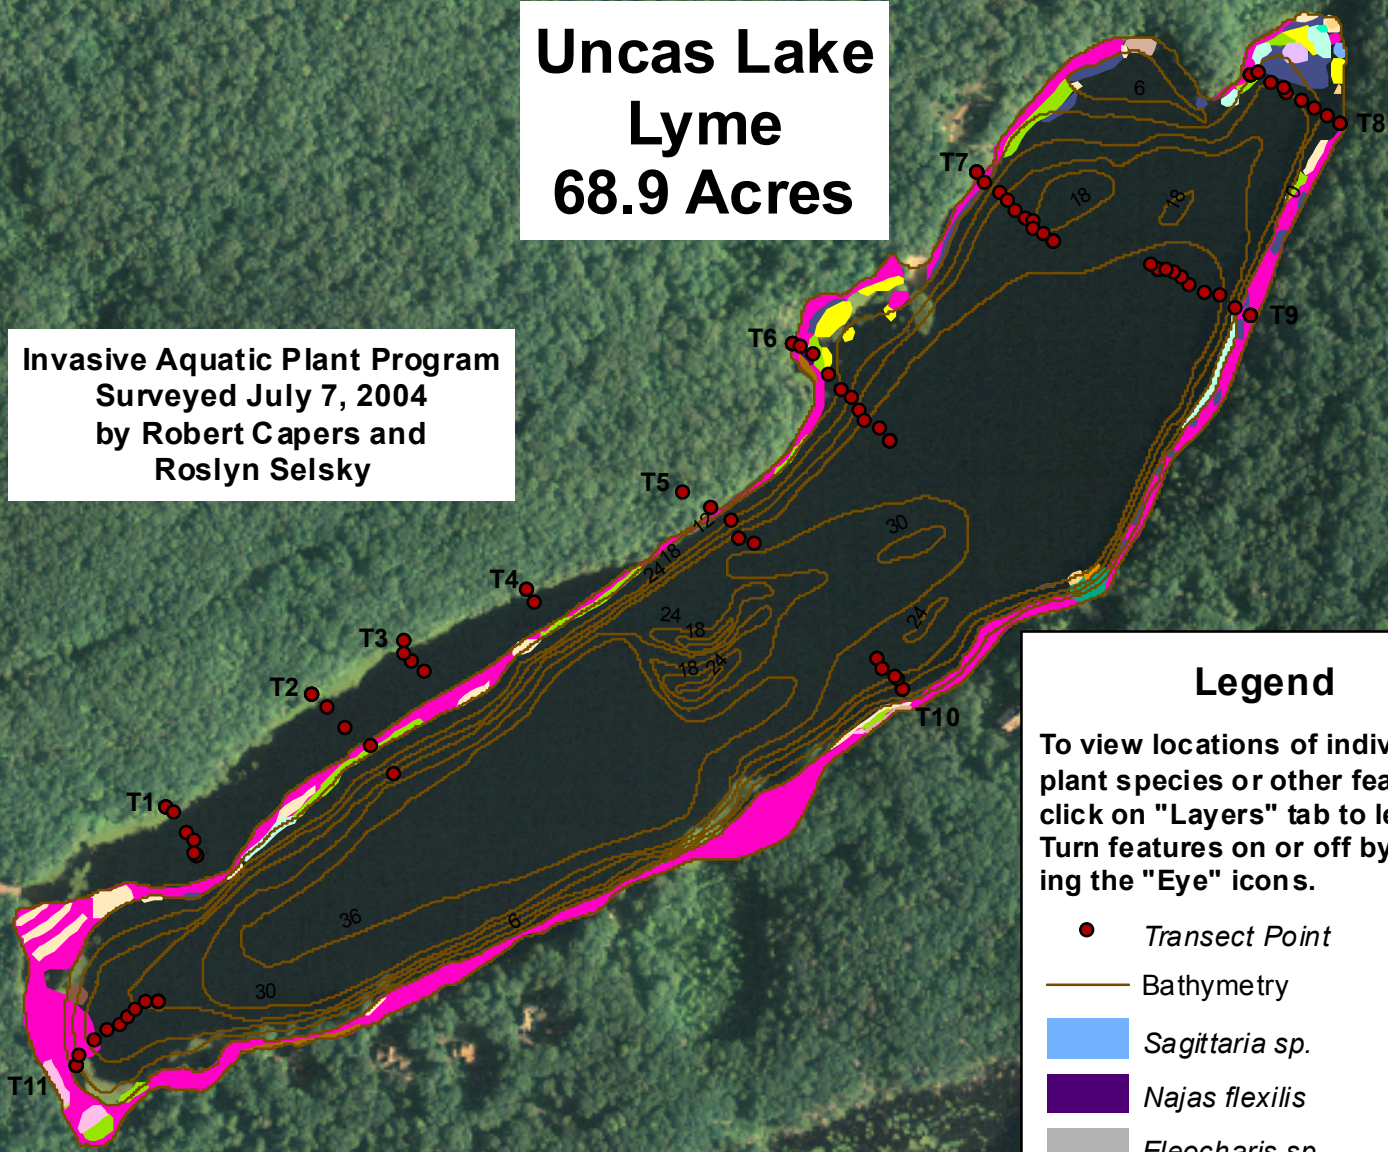 Uncas Lake
Lyme
68.9 Acres
Invasive Aquatic Plant Program
Surveyed July 7, 2004
by Robert Capers and
Roslyn Selsky
6
T8
T7
18
18
0
T9
T6
T5
12
18
24
30
T4
24
18
24
T3
18
24
T2
T10
T1
36
6
30
T11
Legend
To view locations of indiv
plant species or other fea
click on "Layers" tab to le
Turn features on or off by
ing the "Eye" icons.
Transect Point
Bathymetry
Sagittaria sp.
Najas flexilis
Eleocharis sp.